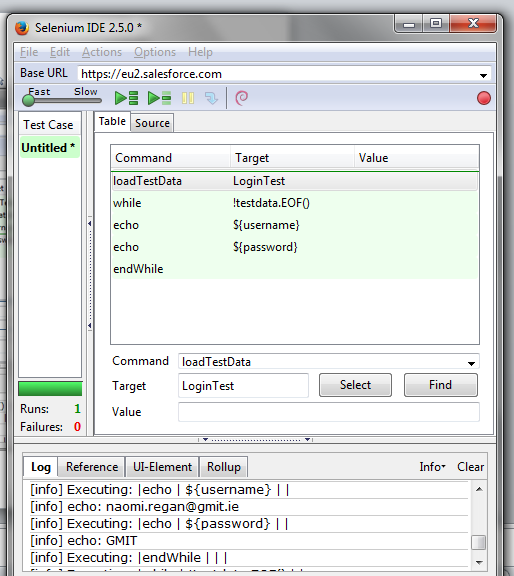 Selenium IDE 2.5.0 *
File Edit Actions Options Help
Base URL https://eu2.salesforce.com
Fast Slow
Test Case
Untitled *
Table Source
Command Target Value
loadTestData LoginTest
while !testdata.EOF()
echo ${username}
echo ${password}
endWhile
Command loadTestData
Target LoginTest Select Find
Value
Runs: 1
Failures: 0
Log Reference UI-Element Rollup Info Clear
[info] Executing: |echo | ${username} | |
[info] echo: naomi.regan@gmit.ie
[info] Executing: |echo | ${password} | |
[info] echo: GMIT
[info] Executing: |endWhile | | |